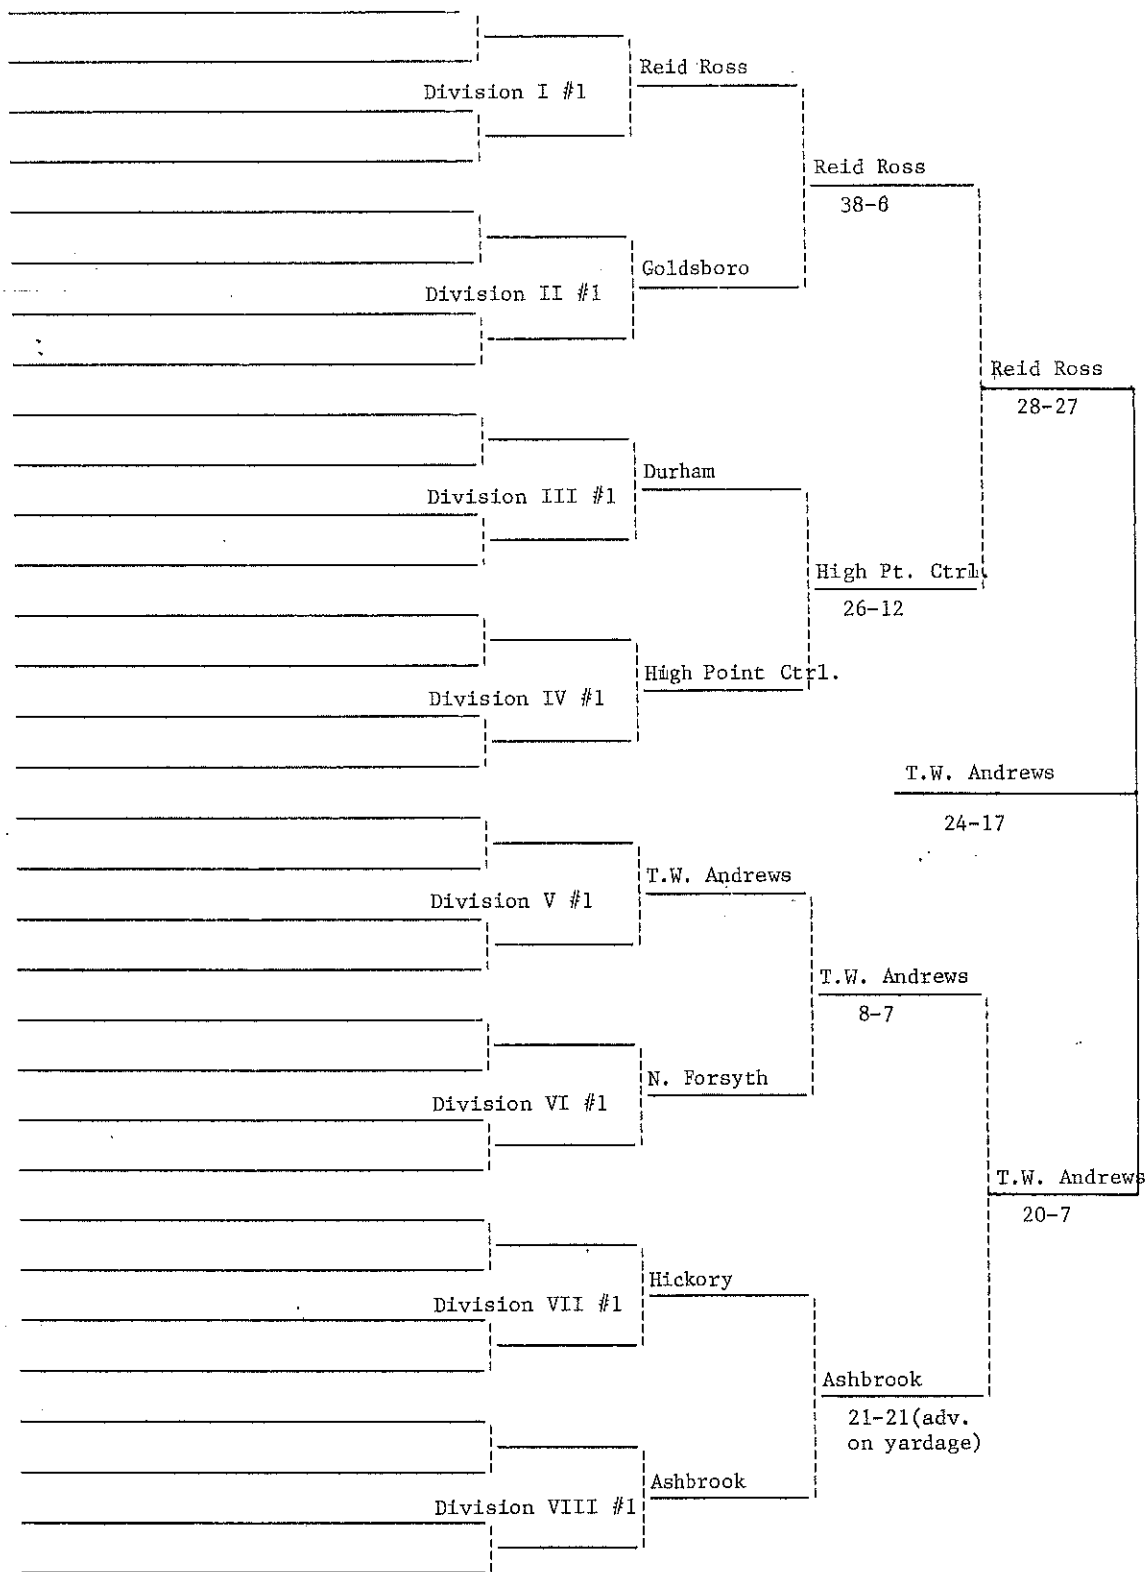 Reid Ross
Division I #1
Reid Ross
38-6
Goldsboro
Division II #1
Reid Ross
28-27
Durham
Division III #1
High Pt. Ctrl.
26-12
High Point Ctrl.
Division IV #1
T.W. Andrews
24-17
T.W. Andrews
Division V #1
T.W. Andrews
8-7
N. Forsyth
Division VI #1
T.W. Andrews
20-7
Hickory
Division VII #1
Ashbrook
21-21(adv.
on yardage)
Ashbrook
Division VIII #1